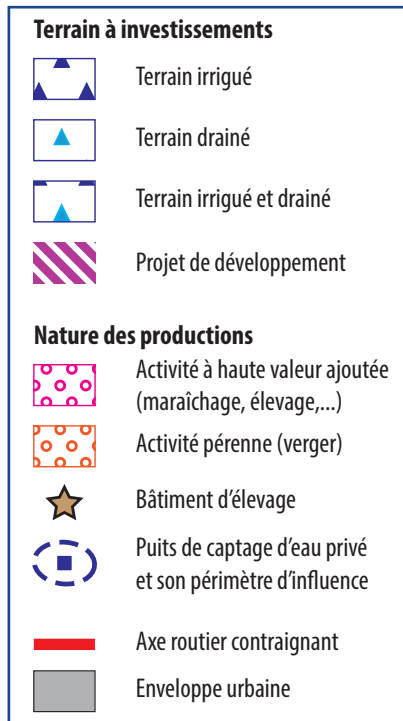 Terrain à investissements
Terrain irrigué
Terrain drainé
Terrain irrigué et drainé
Projet de développement
Nature des productions
Activité à haute valeur ajoutée
(maraîchage, élevage,...)
Activité pérenne (verger)
Bâtiment d'élevage
Puits de captage d'eau privé
et son périmètre d'influence
Axe routier contraignant
Enveloppe urbaine